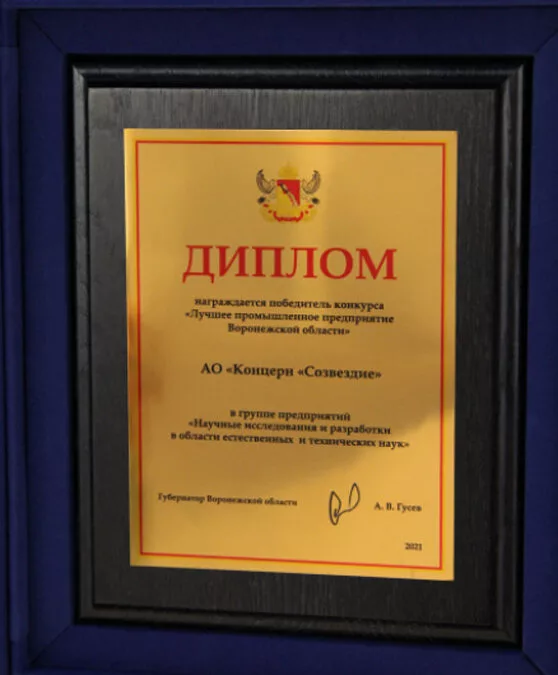 ДИПЛОМ
награждается победитель конкурса
«Лучшее промышленное предприятие
Воронежской области»
АО «Концерн «Созвездие»
в группе предприятий
«Научные исследования и разработки
в области естественных и технических наук»
Губернатор Воронежской области
А. В. Гусев
2021